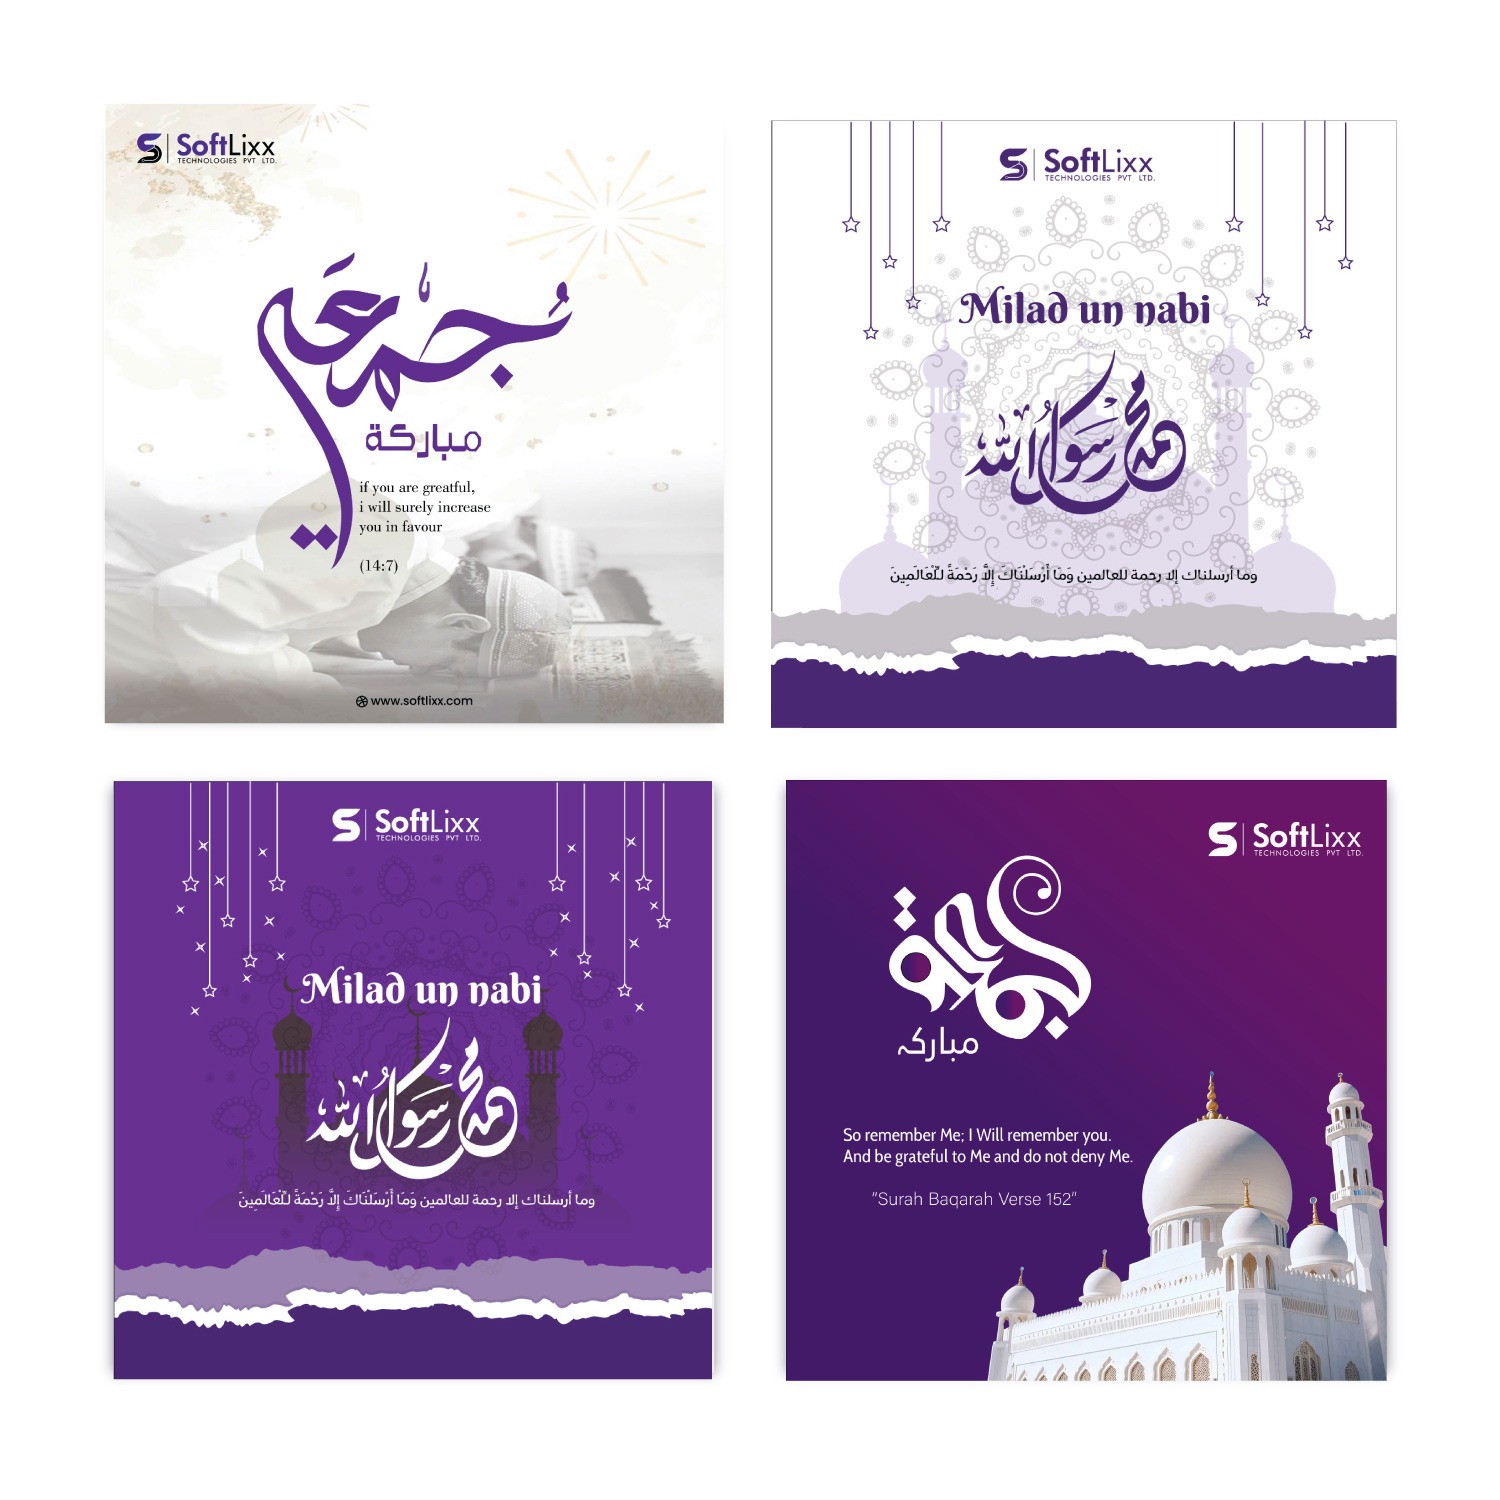 SoftLixx
TECHNOLOGIES PVT LTD.
جمعة
مباركة
if you are greatful,
i will surely increase
you in favour
(14:7)
www.softlixx.com
SoftLixx
TECHNOLOGIES PVT LTD.
Milad un nabi
محمد رسول الله
وما أرسلناك إلا رحمة للعالمين وَمَا أَرْسَلْنَاكَ إِلَّا رَحْمَةً لِّلْعَالَمِينَ
SoftLixx
TECHNOLOGIES PVT LTD.
Milad un nabi
محمد رسول الله
وما أرسلناك إلا رحمة للعالمين وَمَا أَرْسَلْنَاكَ إِلَّا رَحْمَةً لِّلْعَالَمِينَ
SoftLixx
TECHNOLOGIES PVT LTD.
جمعة
مبارکہ
So remember Me; I Will remember you.
And be grateful to Me and do not deny Me.
"Surah Baqarah Verse 152"